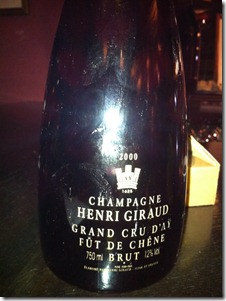 2000
1625
CHAMPAGNE
HENRI GIRAUD
GRAND CRU D'AŸ
FÛT DE CHÊNE
750 ml BRUT 12% vol